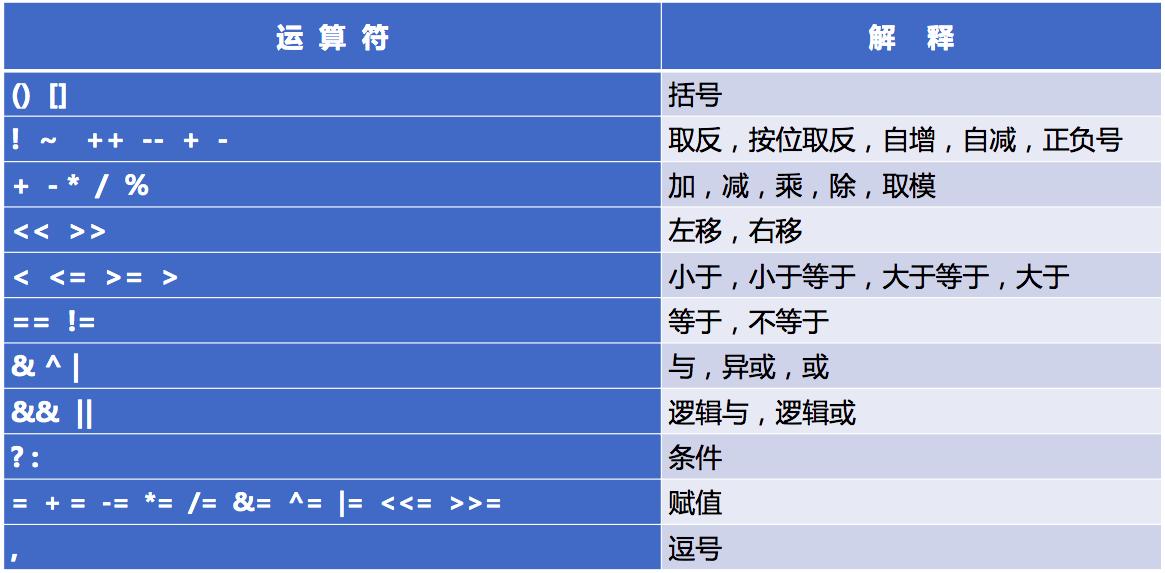 运 算 符 解 释
() [] 括号
! ~ ++ -- + - 取反，按位取反，自增，自减，正负号
+ - * / % 加，减，乘，除，取模
<< >> 左移，右移
< <= >= > 小于，小于等于，大于等于，大于
== != 等于，不等于
& ^ | 与，异或，或
&& || 逻辑与，逻辑或
? : 条件
= + = -= *= /= &= ^= |= <<= >>= 赋值
, 逗号